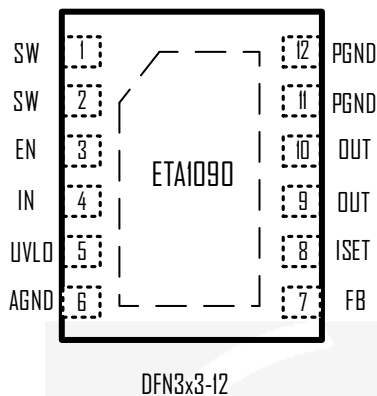 SW 1 12 PGND
SW 2 11 PGND
EN 3 10 OUT
ETA1090
IN 4 9 OUT
UVLO 5 8 ISET
AGND 6 7 FB
DFN3x3-12